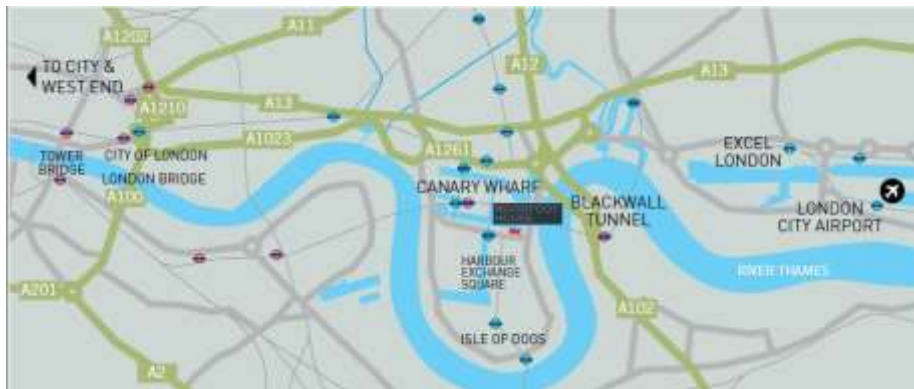 A1202
A11
A12
A13
TO CITY &
WEST END
A1210
A13
A1023
A1261
TOWER
BRIDGE
CITY OF LONDON
LONDON BRIDGE
A100
CANARY WHARF
BLACKWALL
TUNNEL
EXCEL
LONDON
LONDON
CITY AIRPORT
HARBOUR
EXCHANGE
SQUARE
RIVER THAMES
A201
A102
ISLE OF DOGS
A2